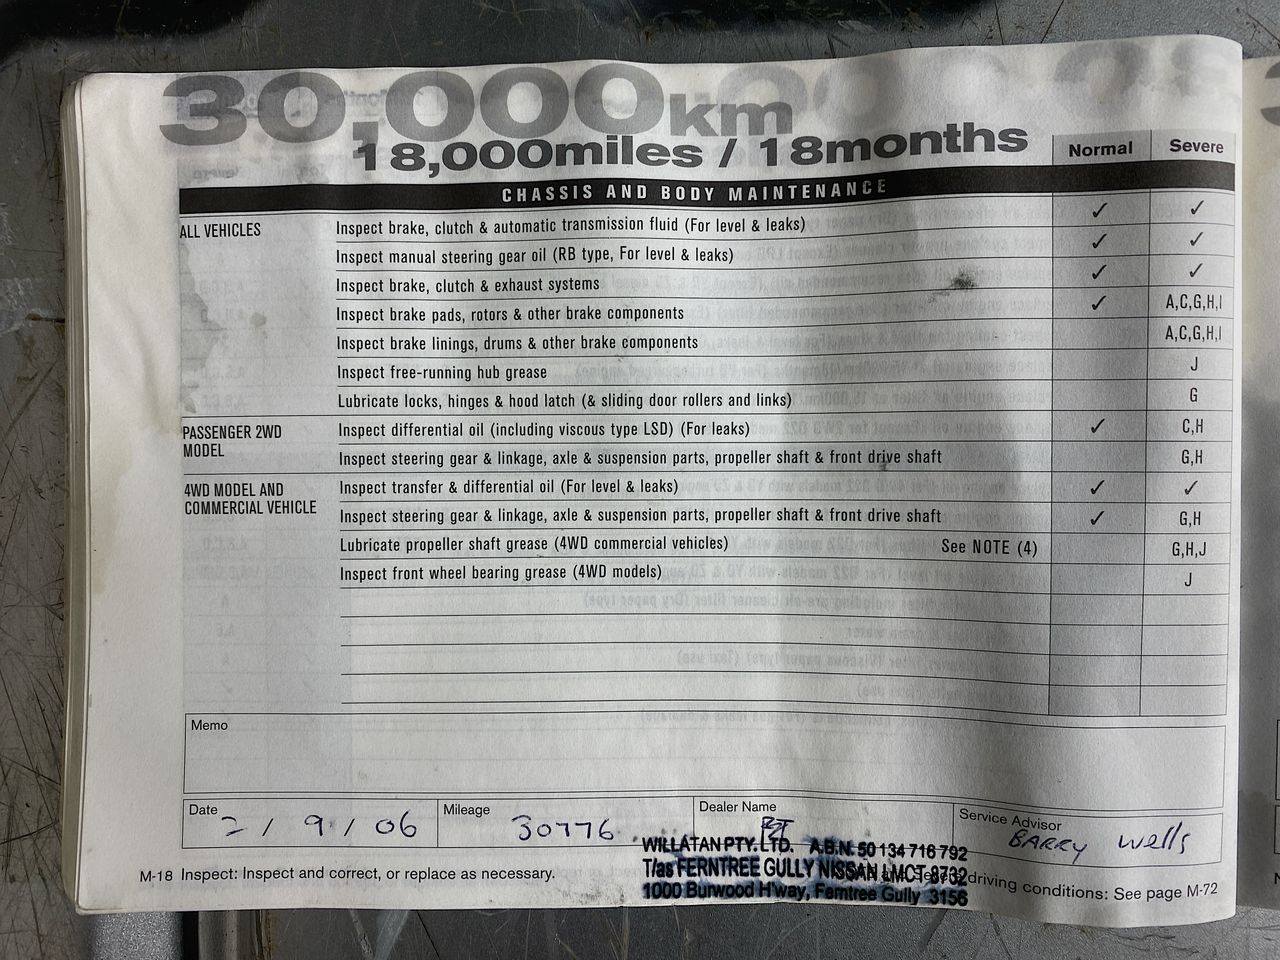 30,000km
18,000miles / 18months
Normal Severe
CHASSIS AND BODY MAINTENANCE
ALL VEHICLES Inspect brake, clutch & automatic transmission fluid (For level & leaks) ✓ ✓
Inspect manual steering gear oil (RB type, For level & leaks) ✓ ✓
Inspect brake, clutch & exhaust systems ✓ ✓
Inspect brake pads, rotors & other brake components ✓ A,C,G,H,I
Inspect brake linings, drums & other brake components A,C,G,H,I
Inspect free-running hub grease J
Lubricate locks, hinges & hood latch (& sliding door rollers and links) G
PASSENGER 2WD MODEL Inspect differential oil (including viscous type LSD) (For leaks) ✓ C,H
Inspect steering gear & linkage, axle & suspension parts, propeller shaft & front drive shaft G,H
4WD MODEL AND COMMERCIAL VEHICLE Inspect transfer & differential oil (For level & leaks) ✓ ✓
Inspect steering gear & linkage, axle & suspension parts, propeller shaft & front drive shaft ✓ G,H
Lubricate propeller shaft grease (4WD commercial vehicles) See NOTE (4) G,H,J
Inspect front wheel bearing grease (4WD models) J
Memo
Date 2/9/06 Mileage 30776 Dealer Name Service Advisor BARRY Wells
WILLATAN PTY. LTD. A.B.N. 50 134 716 792
T/as FERNTREE GULLY NISSAN LMCT 8732
1000 Burwood H'way, Ferntree Gully 3156
M-18 Inspect: Inspect and correct, or replace as necessary. driving conditions: See page M-72